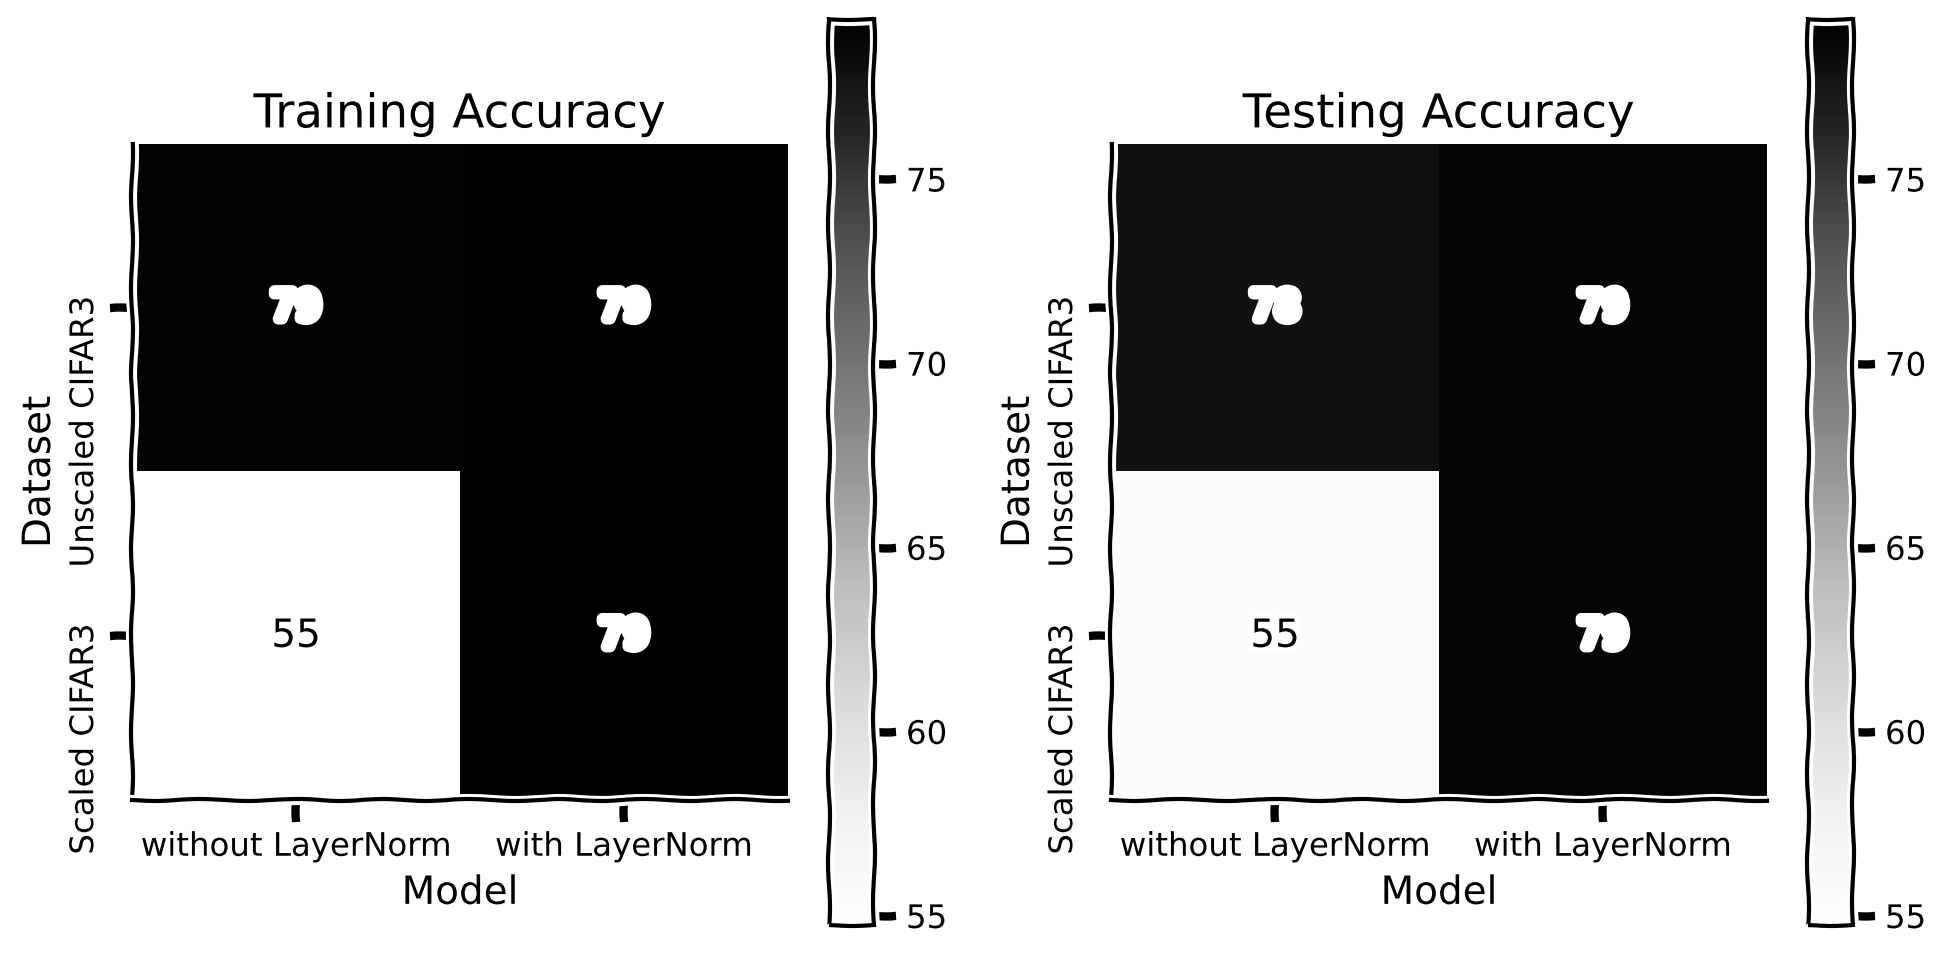 Training Accuracy
Dataset
Unscaled CIFAR3
Scaled CIFAR3
79
79
55
79
without LayerNorm
with LayerNorm
Model
75
70
65
60
55
Testing Accuracy
Dataset
Unscaled CIFAR3
Scaled CIFAR3
78
79
55
79
without LayerNorm
with LayerNorm
Model
75
70
65
60
55